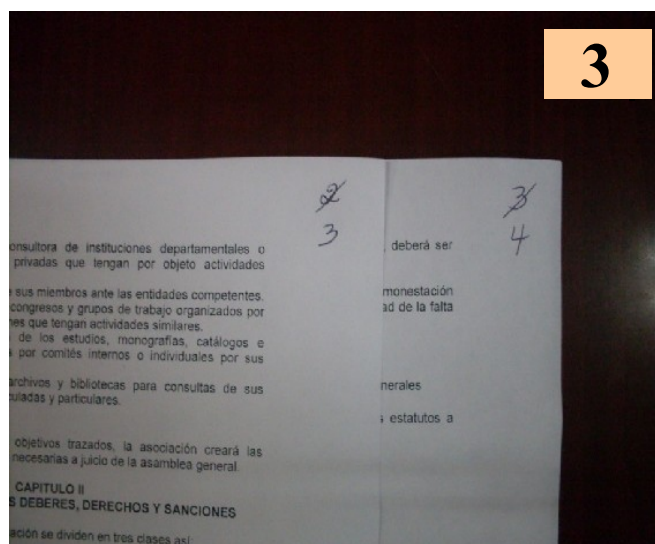 3
2
3
onsultora de instituciones departamentales o
privadas que tengan por objeto actividades
sus miembros ante las entidades competentes.
congresos y grupos de trabajo organizados por
nes que tengan actividades similares.
de los estudios, monografías, catálogos e
por comités internos o individuales por sus
archivos y bibliotecas para consultas de sus
uladas y particulares.
objetivos trazados, la asociación creará las
necesarias a juicio de la asamblea general.
CAPITULO II
S DEBERES, DERECHOS Y SANCIONES
ación se dividen en tres clases así:
3
4
, deberá ser
monestación
ad de la falta
nerales
s estatutos a